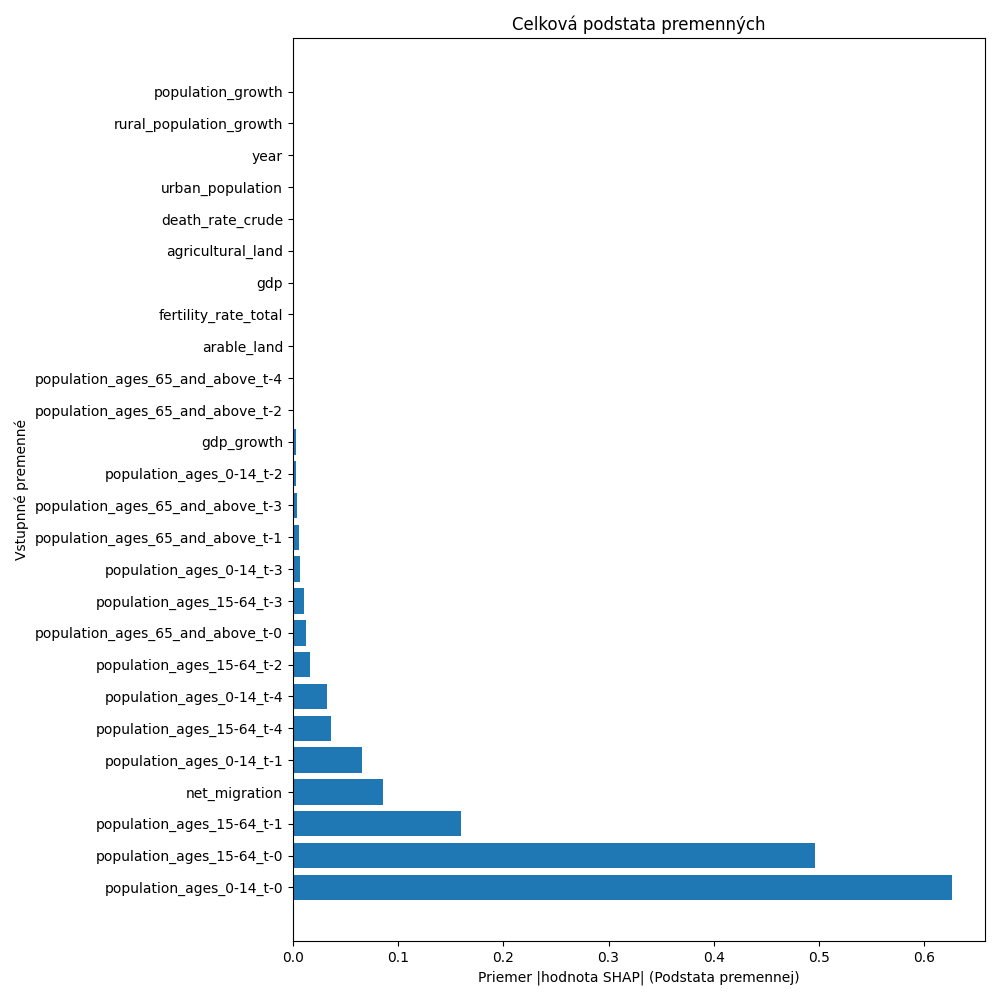 Celková podstata premenných
population_growth
rural_population_growth
year
urban_population
death_rate_crude
agricultural_land
gdp
fertility_rate_total
arable_land
population_ages_65_and_above_t-4
population_ages_65_and_above_t-2
gdp_growth
population_ages_0-14_t-2
population_ages_65_and_above_t-3
population_ages_65_and_above_t-1
population_ages_0-14_t-3
population_ages_15-64_t-3
population_ages_65_and_above_t-0
population_ages_15-64_t-2
population_ages_0-14_t-4
population_ages_15-64_t-4
population_ages_0-14_t-1
net_migration
population_ages_15-64_t-1
population_ages_15-64_t-0
population_ages_0-14_t-0
Vstupnné premenné
0.0 0.1 0.2 0.3 0.4 0.5 0.6
Priemer |hodnota SHAP| (Podstata premennej)